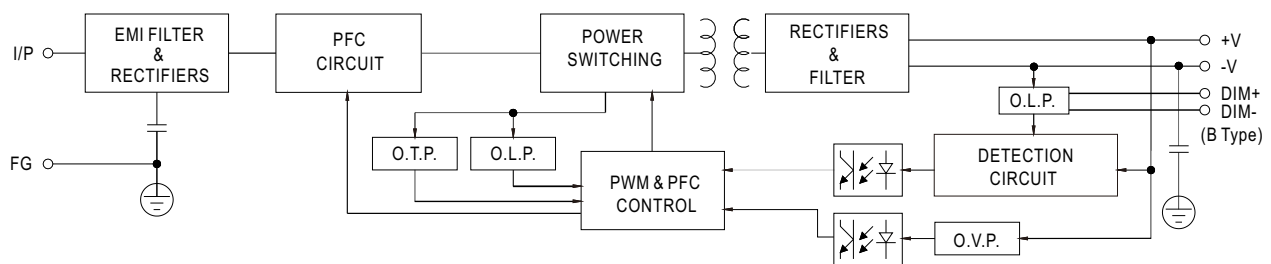 I/P
EMI FILTER
&
RECTIFIERS
PFC
CIRCUIT
POWER
SWITCHING
RECTIFIERS
&
FILTER
+V
-V
O.L.P.
DIM+
DIM-
(B Type)
FG
O.T.P.
O.L.P.
PWM & PFC
CONTROL
DETECTION
CIRCUIT
O.V.P.